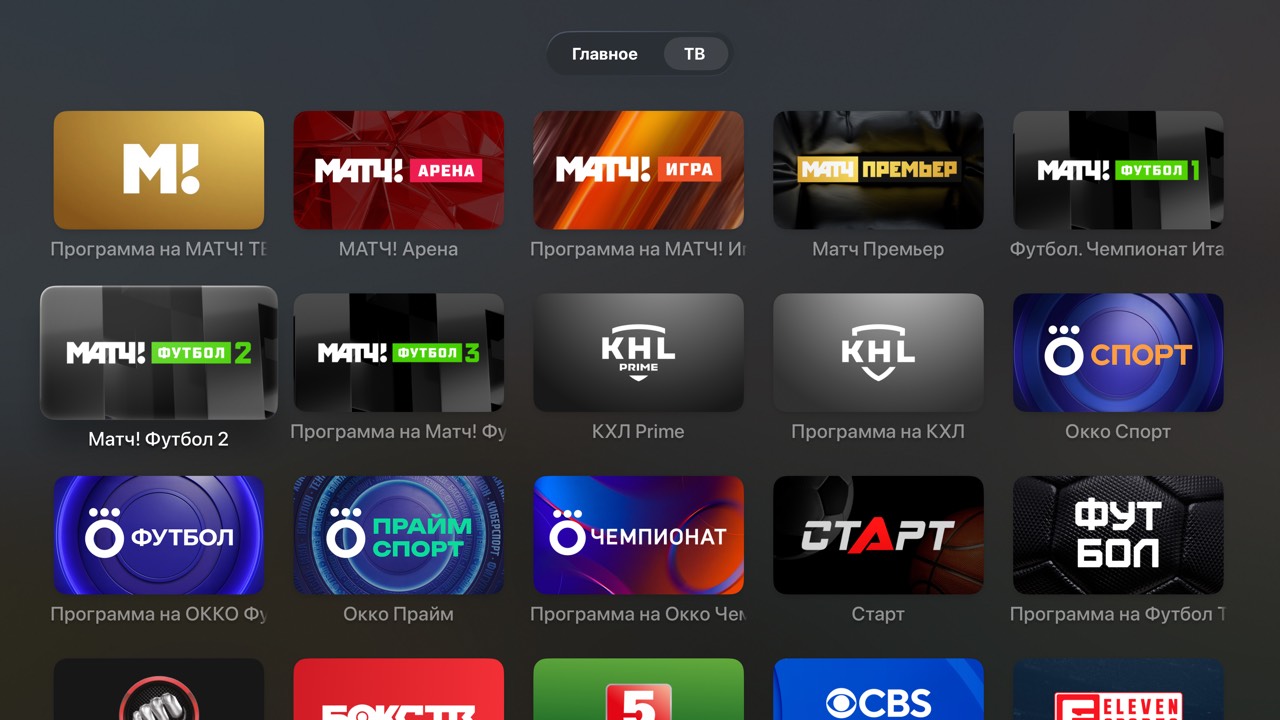 Главное ТВ
М!
МАТЧ! АРЕНА
МАТЧ! ИГРА
МАТЧ ПРЕМЬЕР
МАТЧ! ФУТБОЛ 1
Программа на МАТЧ!
МАТЧ! Арена
Программа на МАТЧ!
Матч Премьер
Футбол. Чемпионат Ита
МАТЧ! ФУТБОЛ 2
МАТЧ! ФУТБОЛ 3
KHL
PRIME
KHL
ОСПОРТ
Матч! Футбол 2
Программа на Матч! Фу
КХЛ Prime
Программа на КХЛ
Окко Спорт
ФУТБОЛ
ПРАЙМ
СПОРТ
ЧЕМПИОНАТ
СТАРТ
ФУТ
БОЛ
Программа на ОККО Фу
Окко Прайм
Программа на Окко Чем
Старт
Программа на Футбол
5
CBS
ELEVEN